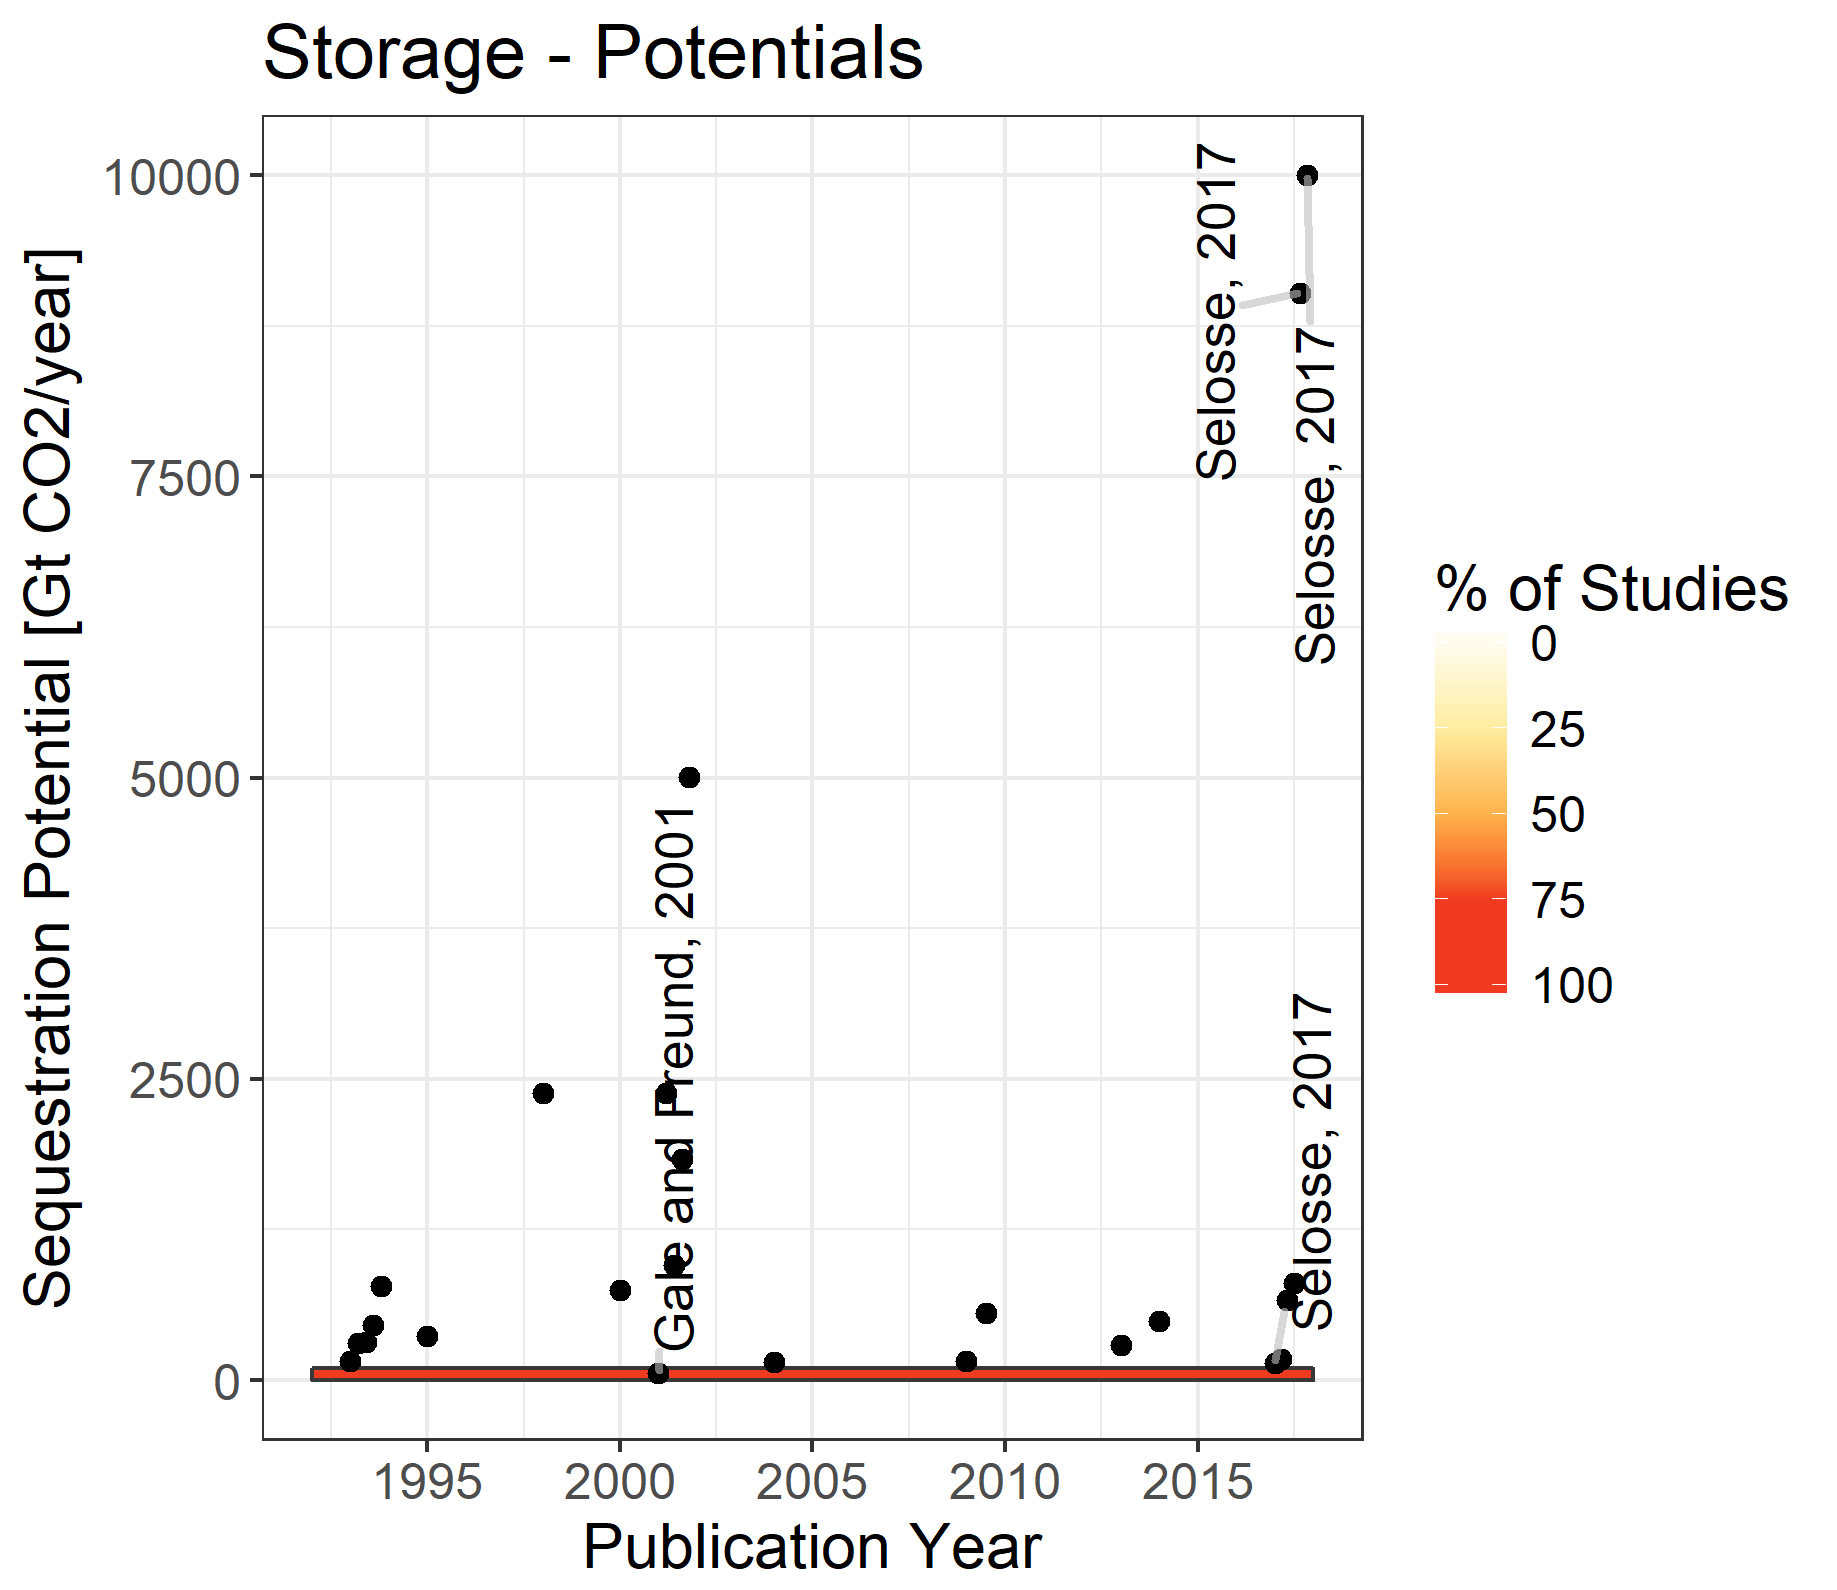 Storage - Potentials
Sequestration Potential [Gt CO2/year]
10000
7500
5000
2500
0
Selosse, 2017
Selosse, 2017
Gale and Freund, 2001
Selosse, 2017
1995
2000
2005
2010
2015
Publication Year
% of Studies
0
25
50
75
100